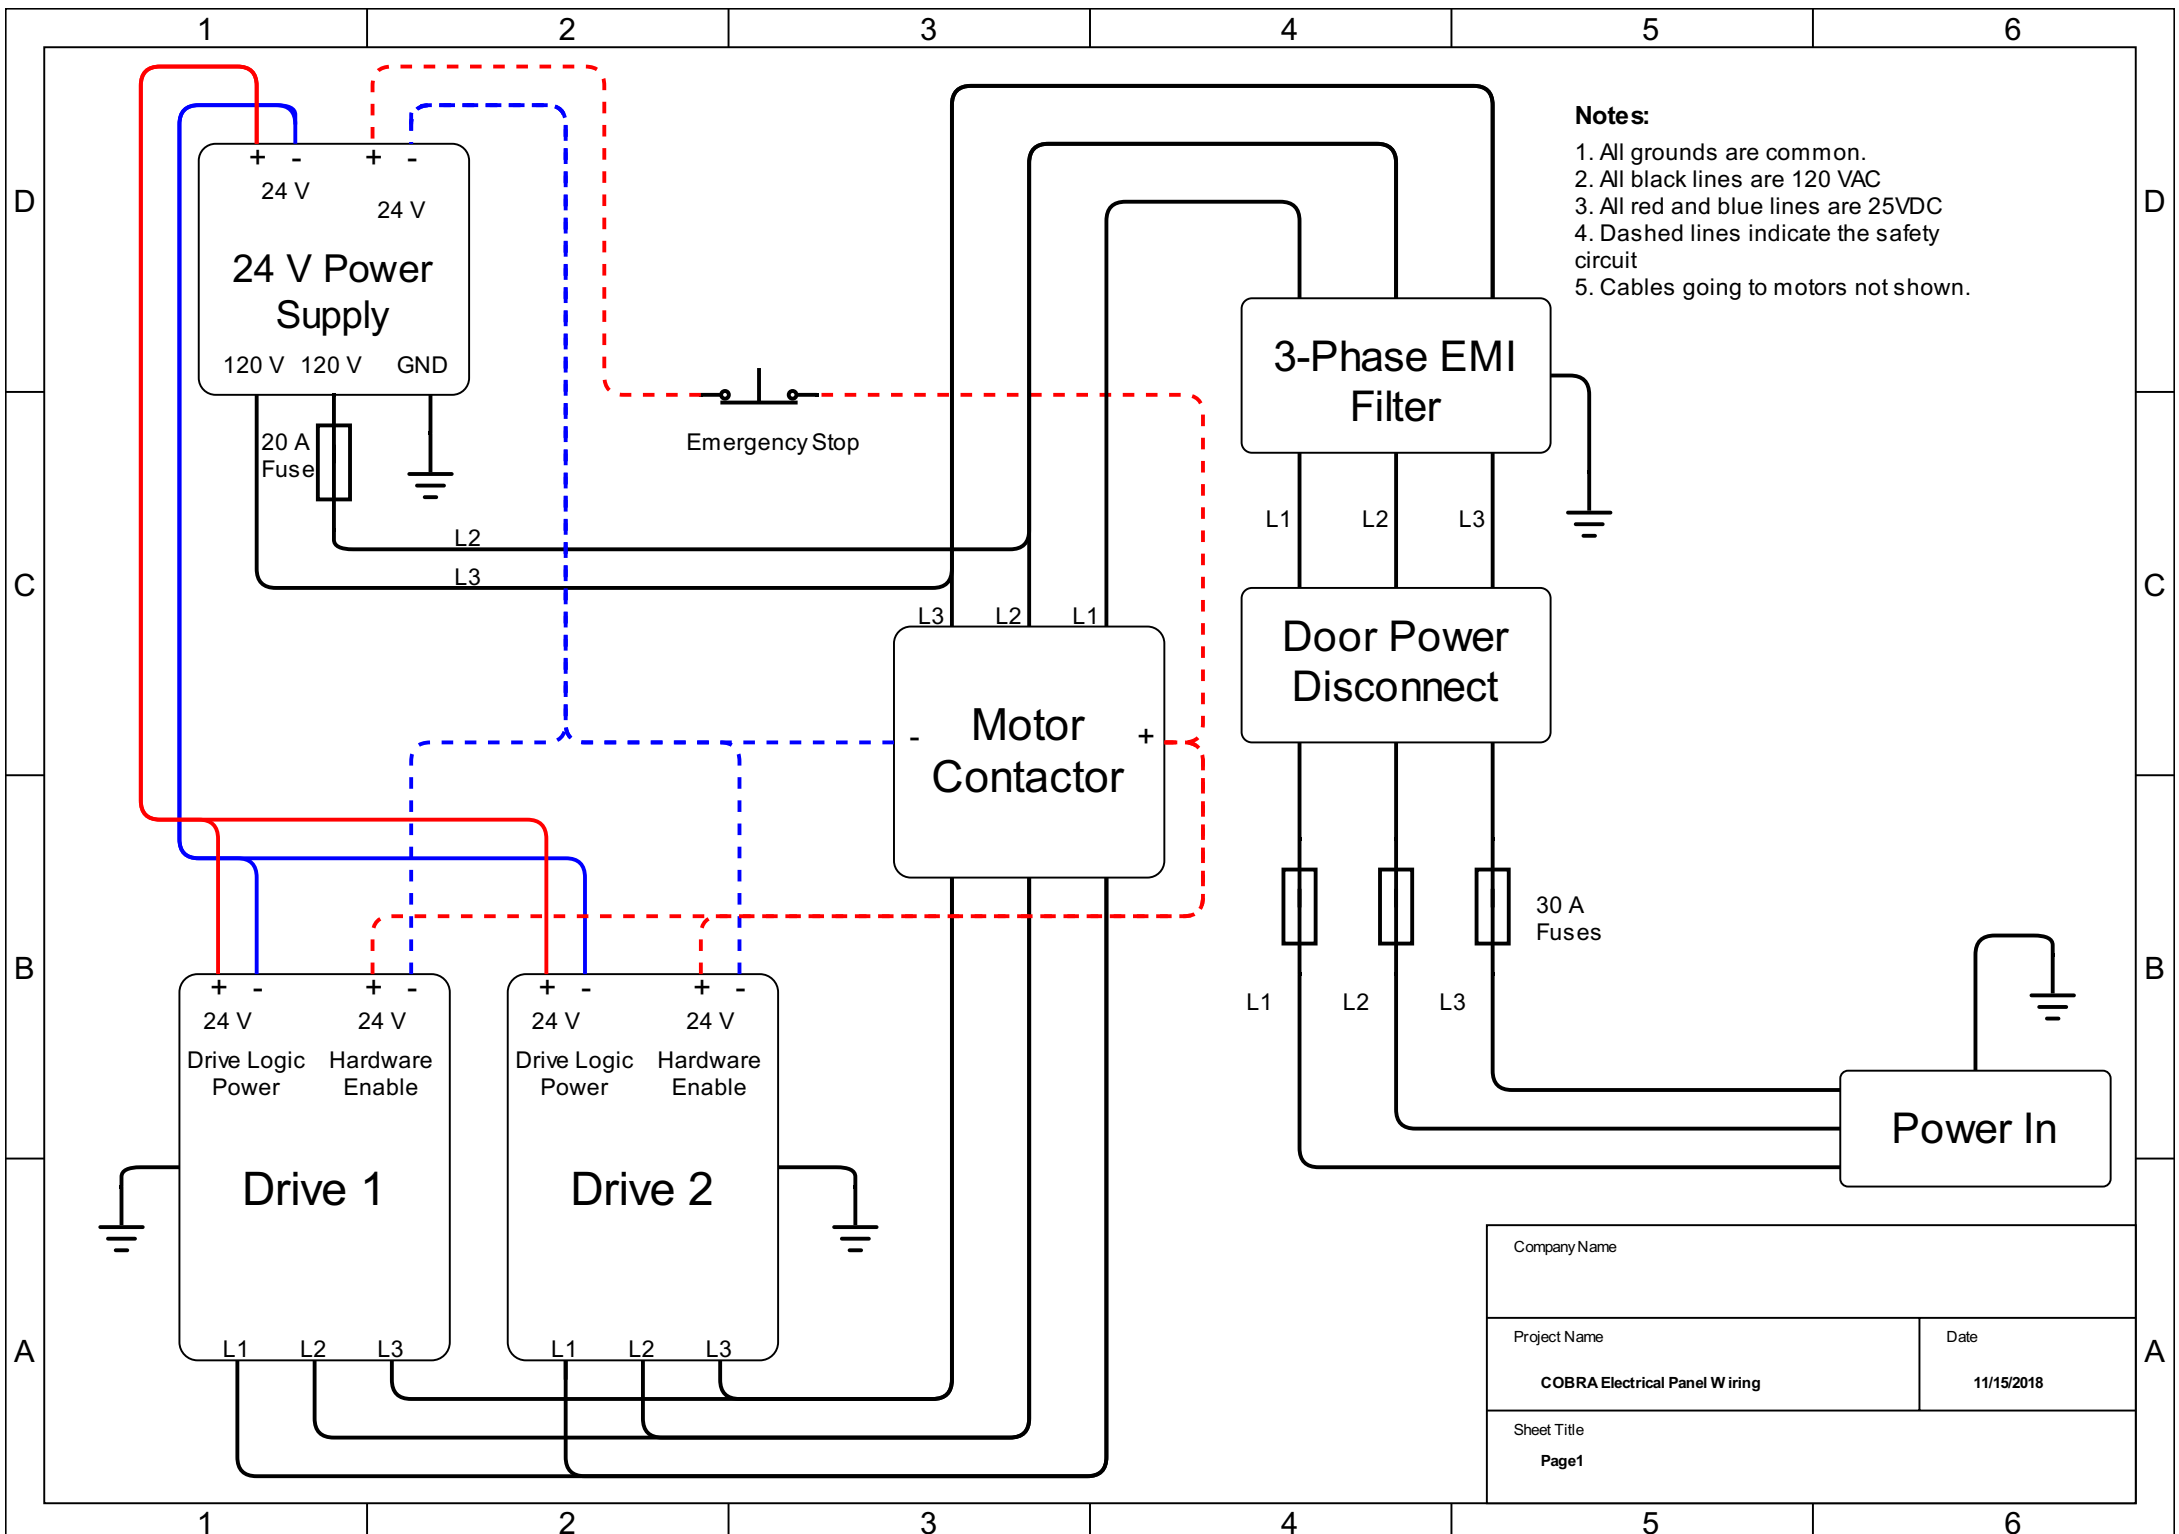 1 2 3 4 5 6
D
D
C
C
B
B
A
A
+ - + -
24 V
24 V
24 V Power
Supply
120 V 120 V GND
20 A
Fuse
L2
L3
Emergency Stop
Notes:
1. All grounds are common.
2. All black lines are 120 VAC
3. All red and blue lines are 25VDC
4. Dashed lines indicate the safety
circuit
5. Cables going to motors not shown.
3-Phase EMI
Filter
L1 L2 L3
Door Power
Disconnect
L3 L2 L1
- +
Motor
Contactor
30 A
Fuses
L1 L2 L3
Power In
+ - + -
24 V 24 V
Drive Logic Hardware
Power Enable
Drive 1
L1 L2 L3
+ - + -
24 V 24 V
Drive Logic Hardware
Power Enable
Drive 2
L1 L2 L3
Company Name
Project Name
COBRA Electrical Panel Wiring
Date
11/15/2018
Sheet Title
Page1
1 2 3 4 5 6